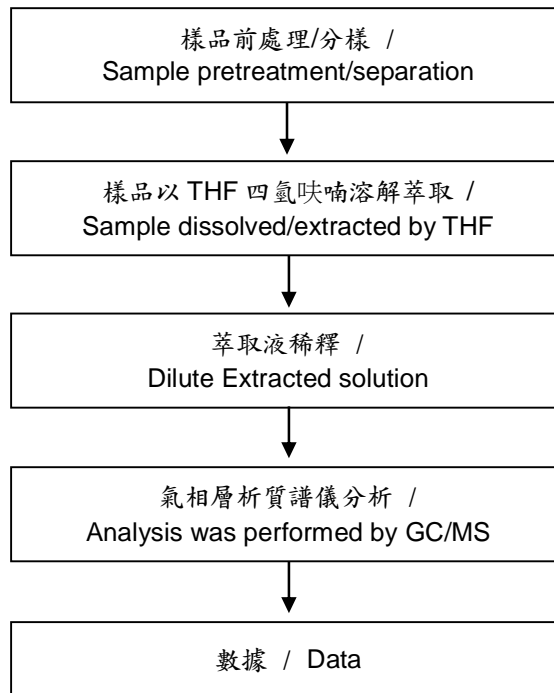 樣品前處理/分樣 /
Sample pretreatment/separation
樣品以 THF 四氫呋喃溶解萃取 /
Sample dissolved/extracted by THF
萃取液稀釋 /
Dilute Extracted solution
氣相層析質譜儀分析 /
Analysis was performed by GC/MS
數據 / Data